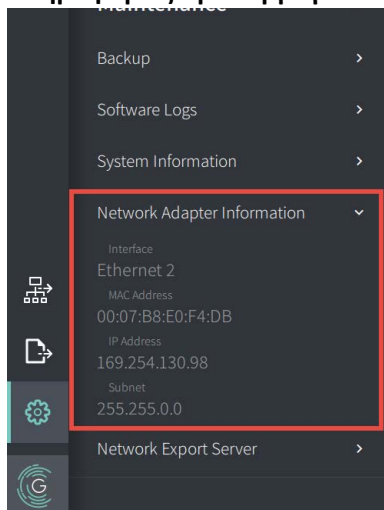 Maintenance
Backup
Software Logs
System Information
Network Adapter Information
Interface
Ethernet 2
MAC Address
00:07:B8:E0:F4:DB
IP Address
169.254.130.98
Subnet
255.255.0.0
Network Export Server
G